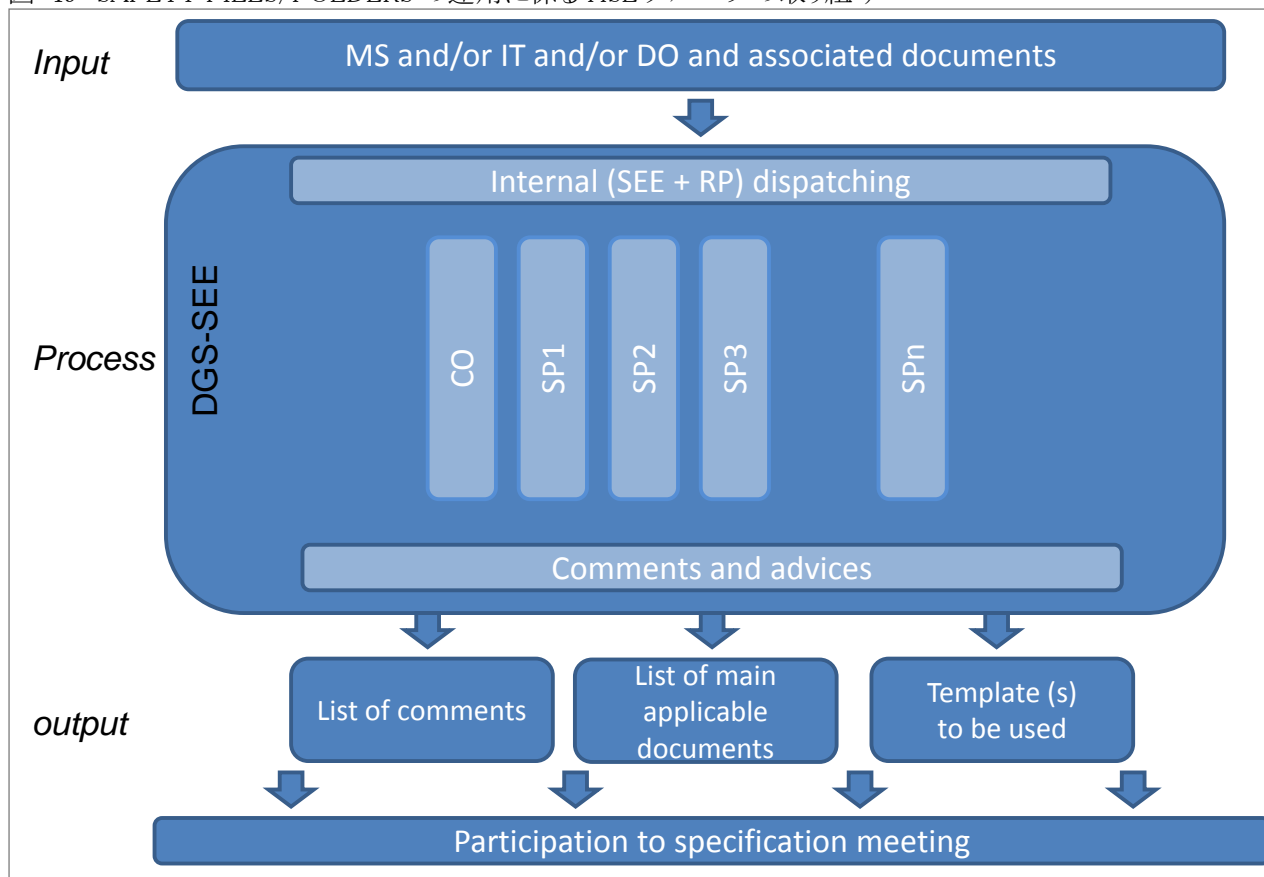 Input
MS and/or IT and/or DO and associated documents
Internal (SEE + RP) dispatching
Process
DGS-SEE
CO
SP1
SP2
SP3
SPn
Comments and advices
output
List of comments
List of main
applicable
documents
Template (s)
to be used
Participation to specification meeting